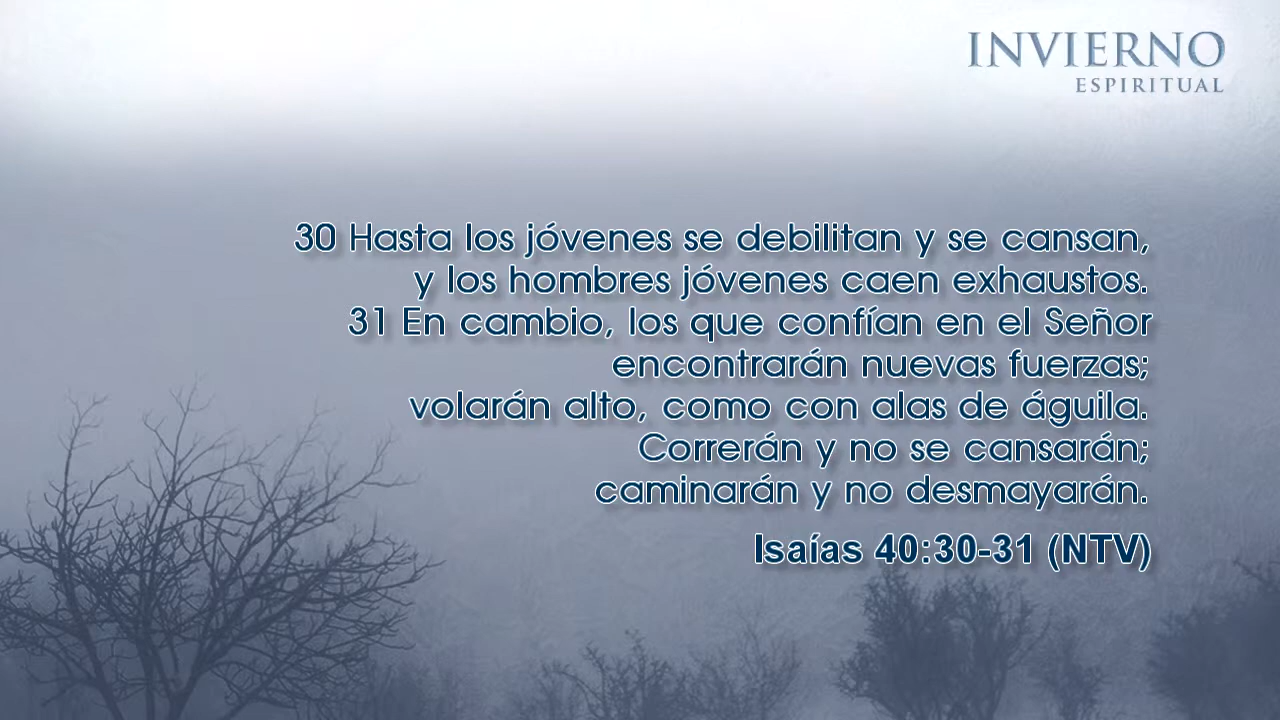 INVIERNO
ESPIRITUAL
30 Hasta los jóvenes se debilitan y se cansan,
y los hombres jóvenes caen exhaustos.
31 En cambio, los que confían en el Señor
encontrarán nuevas fuerzas;
volarán alto, como con alas de águila.
Correrán y no se cansarán;
caminarán y no desmayarán.
Isaías 40:30-31 (NTV)